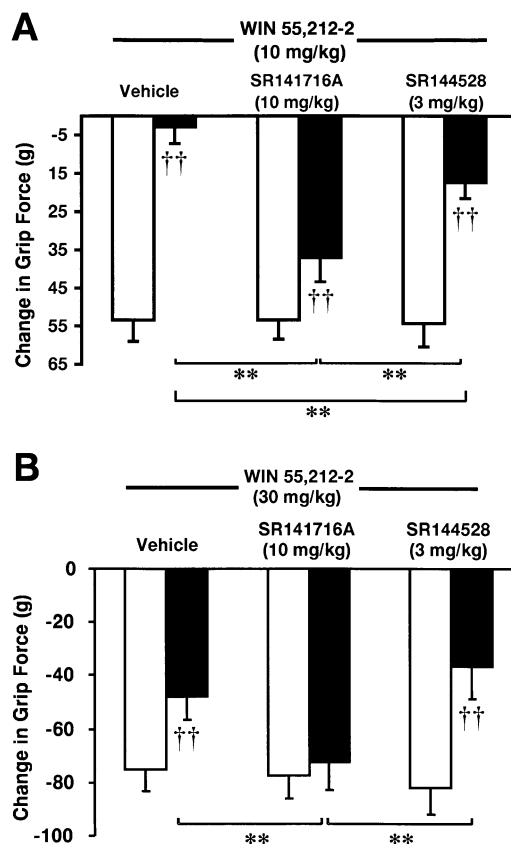 A
WIN 55,212-2
(10 mg/kg)
Vehicle
SR141716A
(10 mg/kg)
SR144528
(3 mg/kg)
Change in Grip Force (g)
-5
15
25
35
45
55
65
††
††
††
**
**
**
B
WIN 55,212-2
(30 mg/kg)
Vehicle
SR141716A
(10 mg/kg)
SR144528
(3 mg/kg)
Change in Grip Force (g)
0
-20
-40
-60
-80
-100
††
††
**
**